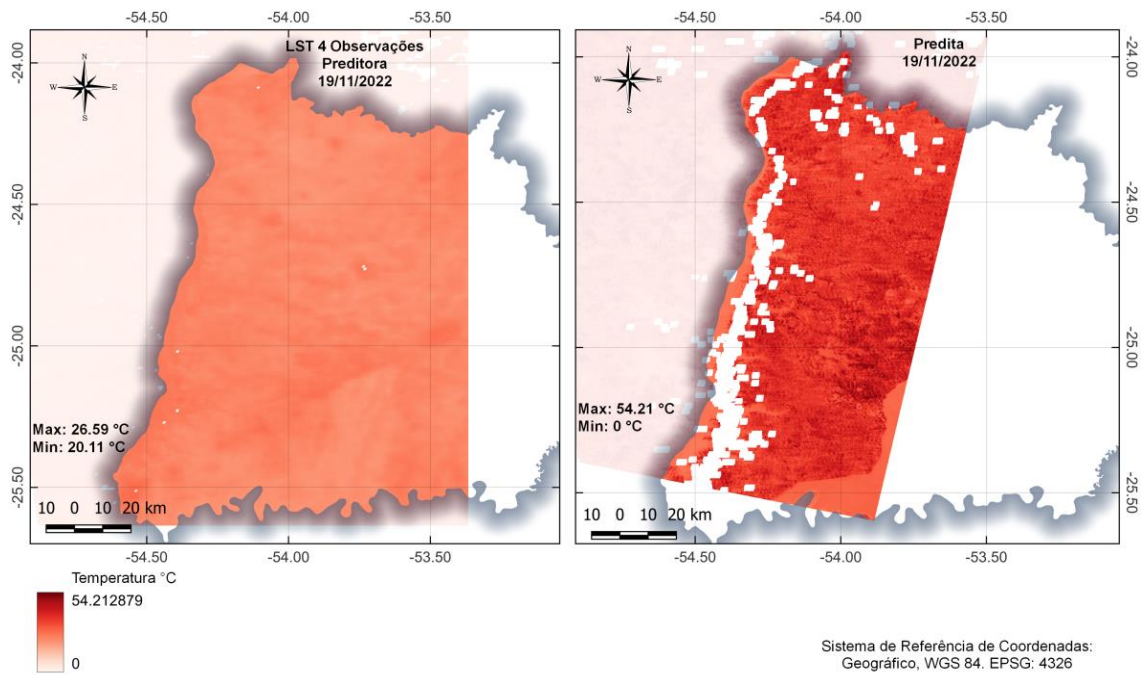 -54.50 -54.00 -53.50
-54.50 -54.00 -53.50
-24.00
-24.50
-25.00
-25.50
LST 4 Observações
Preditora
19/11/2022
N
W E
S
Max: 26.59 °C
Min: 20.11 °C
10 0 10 20 km
-54.50 -54.00 -53.50
Predita
19/11/2022
N
W E
S
-24.00
-24.50
-25.00
-25.50
Max: 54.21 °C
Min: 0 °C
10 0 10 20 km
-54.50 -54.00 -53.50
Temperatura °C
54.212879
0
Sistema de Referência de Coordenadas:
Geográfico, WGS 84. EPSG: 4326